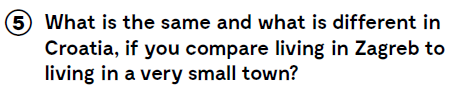 5 What is the same and what is different in
Croatia, if you compare living in Zagreb to
living in a very small town?